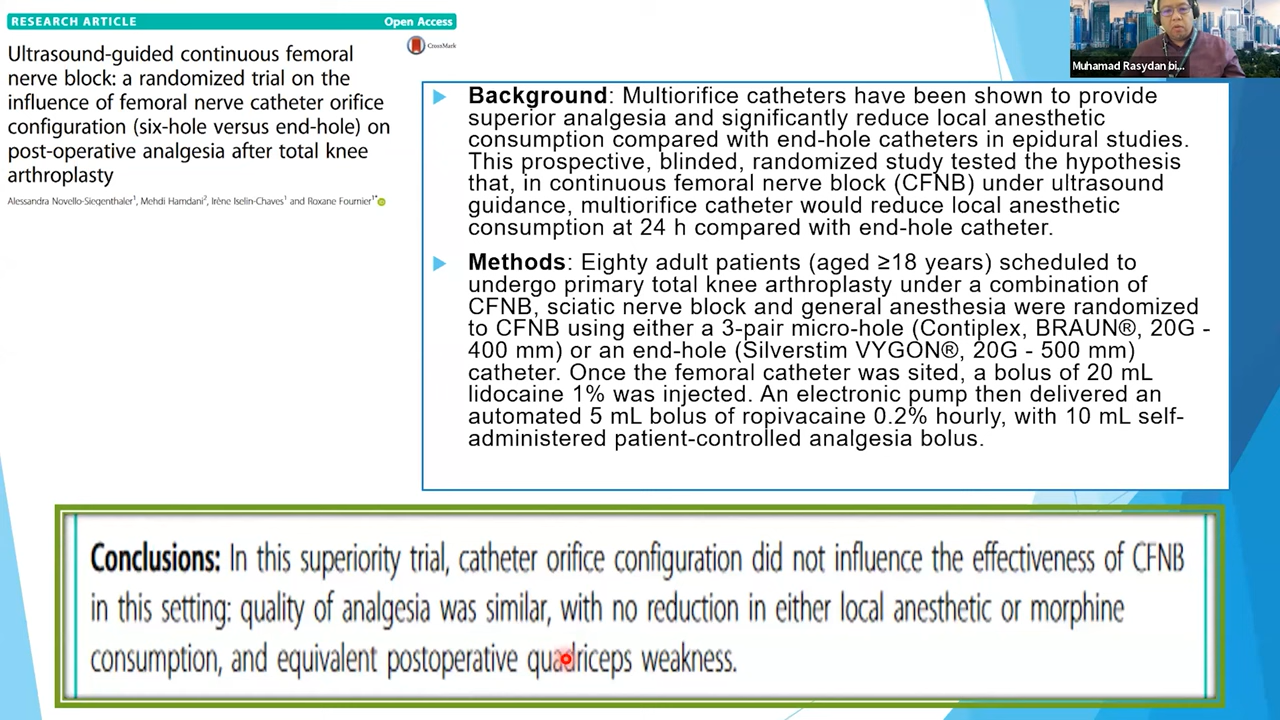 RESEARCH ARTICLE
Open Access
CrossMark
Ultrasound-guided continuous femoral
nerve block: a randomized trial on the
influence of femoral nerve catheter orifice
configuration (six-hole versus end-hole) on
post-operative analgesia after total knee
arthroplasty
Alessandra Novello-Siegenthaler1, Mehdi Hamdani2, Irène Iselin-Chaves1 and Roxane Fournier1*
Muhamad Rasydan bi...
Background: Multiorifice catheters have been shown to provide
superior analgesia and significantly reduce local anesthetic
consumption compared with end-hole catheters in epidural studies.
This prospective, blinded, randomized study tested the hypothesis
that, in continuous femoral nerve block (CFNB) under ultrasound
guidance, multiorifice catheter would reduce local anesthetic
consumption at 24 h compared with end-hole catheter.
Methods: Eighty adult patients (aged ≥18 years) scheduled to
undergo primary total knee arthroplasty under a combination of
CFNB, sciatic nerve block and general anesthesia were randomized
to CFNB using either a 3-pair micro-hole (Contiplex, BRAUN®, 20G -
400 mm) or an end-hole (Silverstim VYGON®, 20G - 500 mm)
catheter. Once the femoral catheter was sited, a bolus of 20 mL
lidocaine 1% was injected. An electronic pump then delivered an
automated 5 mL bolus of ropivacaine 0.2% hourly, with 10 mL self-
administered patient-controlled analgesia bolus.
Conclusions: In this superiority trial, catheter orifice configuration did not influence the effectiveness of CFNB
in this setting: quality of analgesia was similar, with no reduction in either local anesthetic or morphine
consumption, and equivalent postoperative quadriceps weakness.